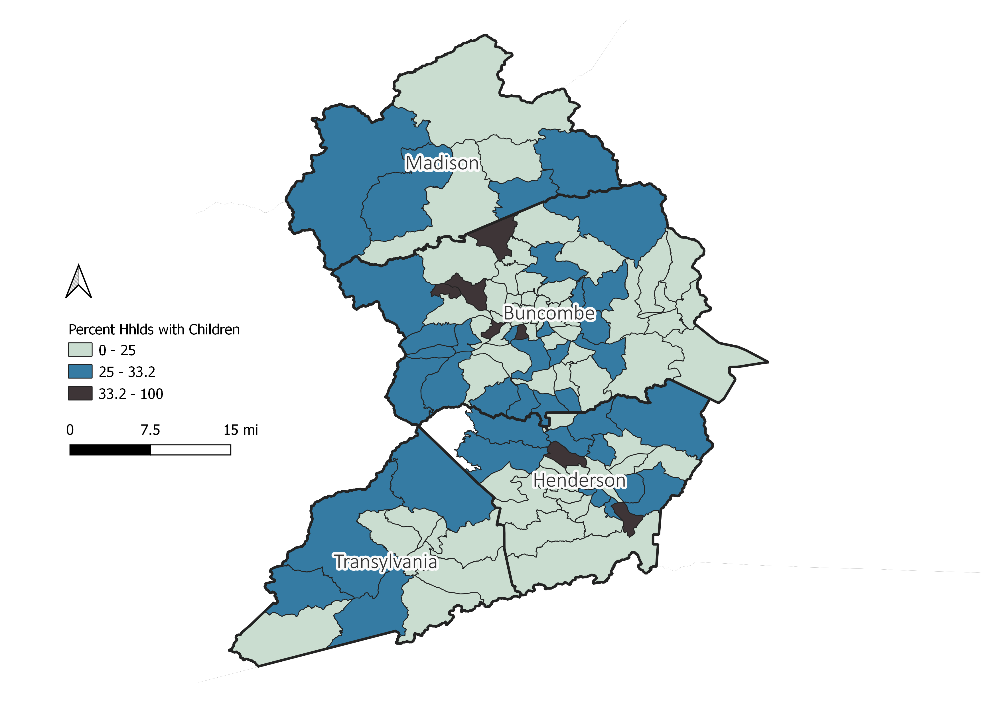 Madison
Buncombe
Percent Hhlds with Children
0 - 25
25 - 33.2
33.2 - 100
0 7.5 15 mi
Henderson
Transylvania